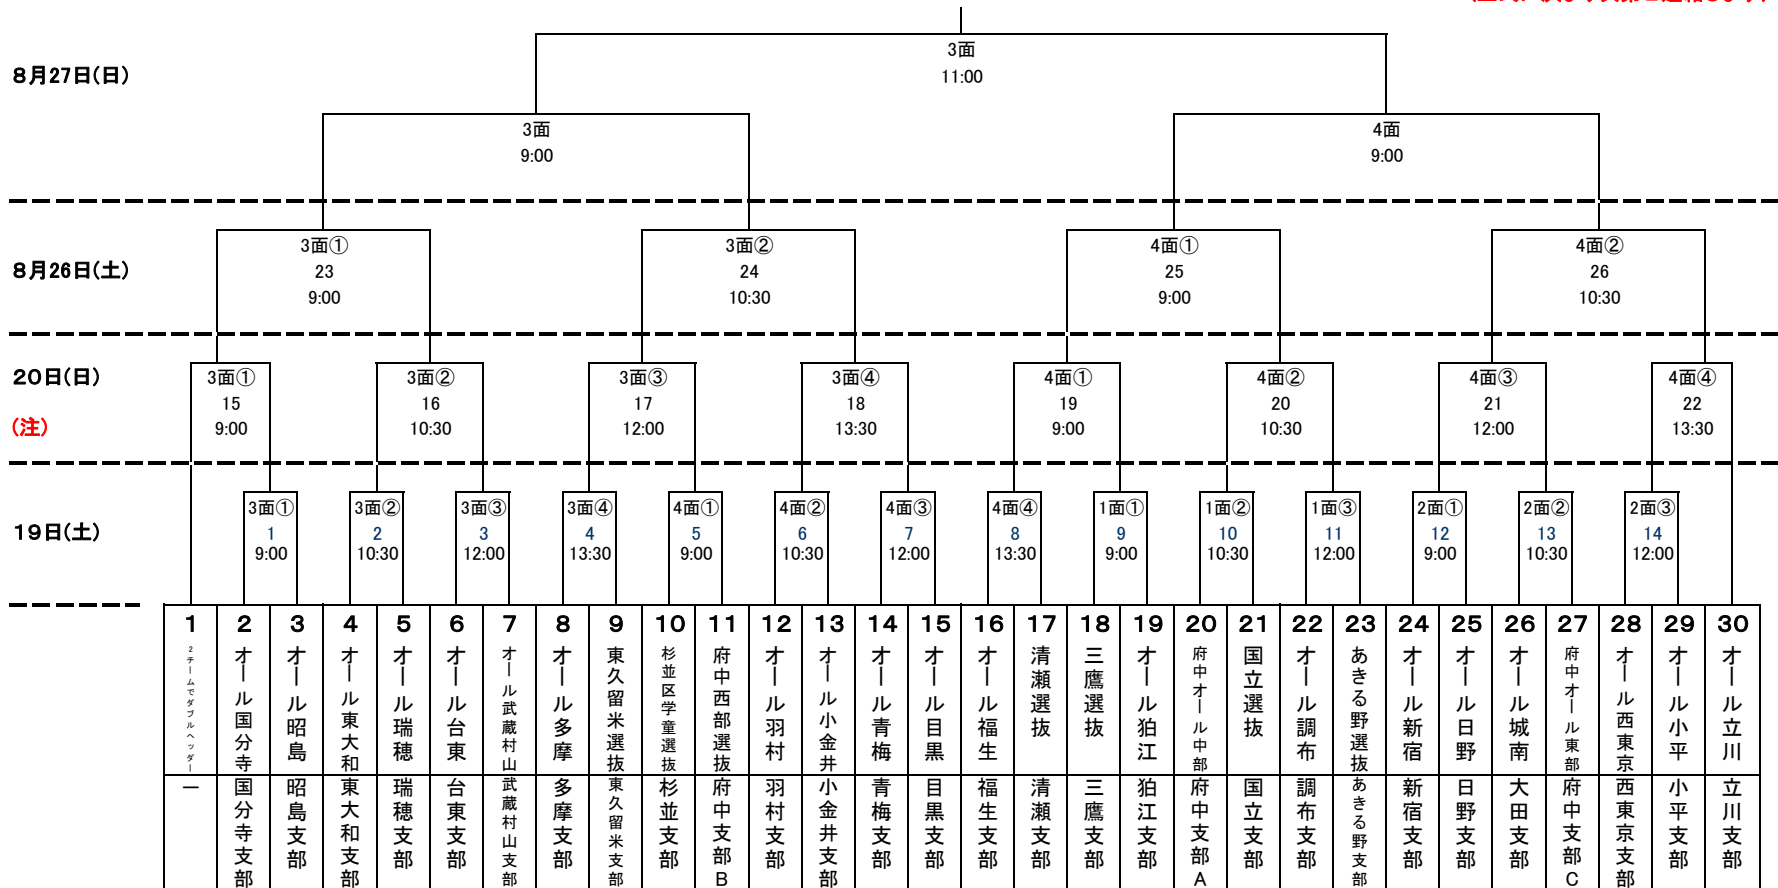 3面
11:00
8月27日(日)
3面
9:00
4面
9:00
8月26日(土)
3面①
23
9:00
3面②
24
10:30
4面①
25
9:00
4面②
26
10:30
20日(日)
(注)
3面①
15
9:00
3面②
16
10:30
3面③
17
12:00
3面④
18
13:30
4面①
19
9:00
4面②
20
10:30
4面③
21
12:00
4面④
22
13:30
19日(土)
3面①
1
9:00
3面②
2
10:30
3面③
3
12:00
3面④
4
13:30
4面①
5
9:00
4面②
6
10:30
4面③
7
12:00
4面④
8
13:30
1面①
9
9:00
1面②
10
10:30
1面③
11
12:00
2面①
12
9:00
2面②
13
10:30
2面③
14
12:00
1
2チームでダブルヘッダー
ー
2
オール国分寺
国分寺支部
3
オール昭島
昭島支部
4
オール東大和
東大和支部
5
オール瑞穂
瑞穂支部
6
オール台東
台東支部
7
オール武蔵村山
武蔵村山支部
8
オール多摩
多摩支部
9
東久留米選抜
東久留米支部
10
杉並区学童選抜
杉並支部
11
府中西部選抜
府中支部B
12
オール羽村
羽村支部
13
オール小金井
小金井支部
14
オール青梅
青梅支部
15
オール目黒
目黒支部
16
オール福生
福生支部
17
清瀬選抜
清瀬支部
18
三鷹選抜
三鷹支部
19
オール狛江
狛江支部
20
府中オール中部
府中支部A
21
国立選抜
国立支部
22
オール調布
調布支部
23
あきる野選抜
あきる野支部
24
オール新宿
新宿支部
25
オール日野
日野支部
26
オール城南
大田支部
27
府中オール東部
府中支部C
28
オール西東京
西東京支部
29
オール小平
小平支部
30
オール立川
立川支部